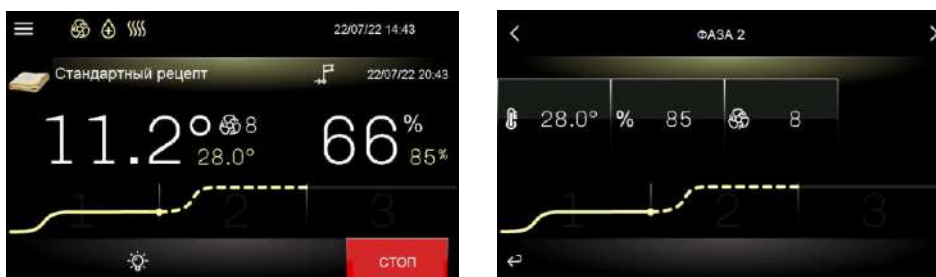 22/07/22 14:43
Стандартный рецепт
22/07/22 20:43
11.2° 8
28.0°
66%
85%
1 2 3
СТОП
ФАЗА 2
28.0° % 85 8
1 2 3